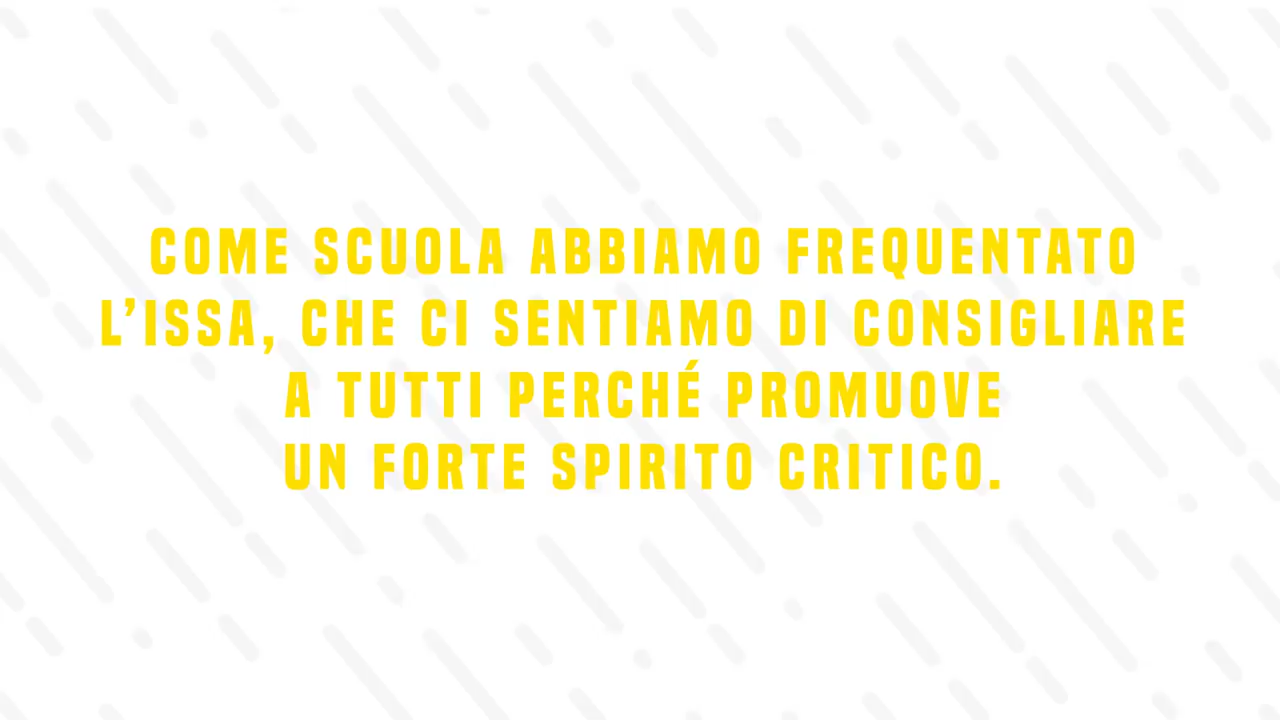 COME SCUOLA ABBIAMO FREQUENTATO
L'ISSA, CHE CI SENTIAMO DI CONSIGLIARE
A TUTTI PERCHÉ PROMUOVE
UN FORTE SPIRITO CRITICO.